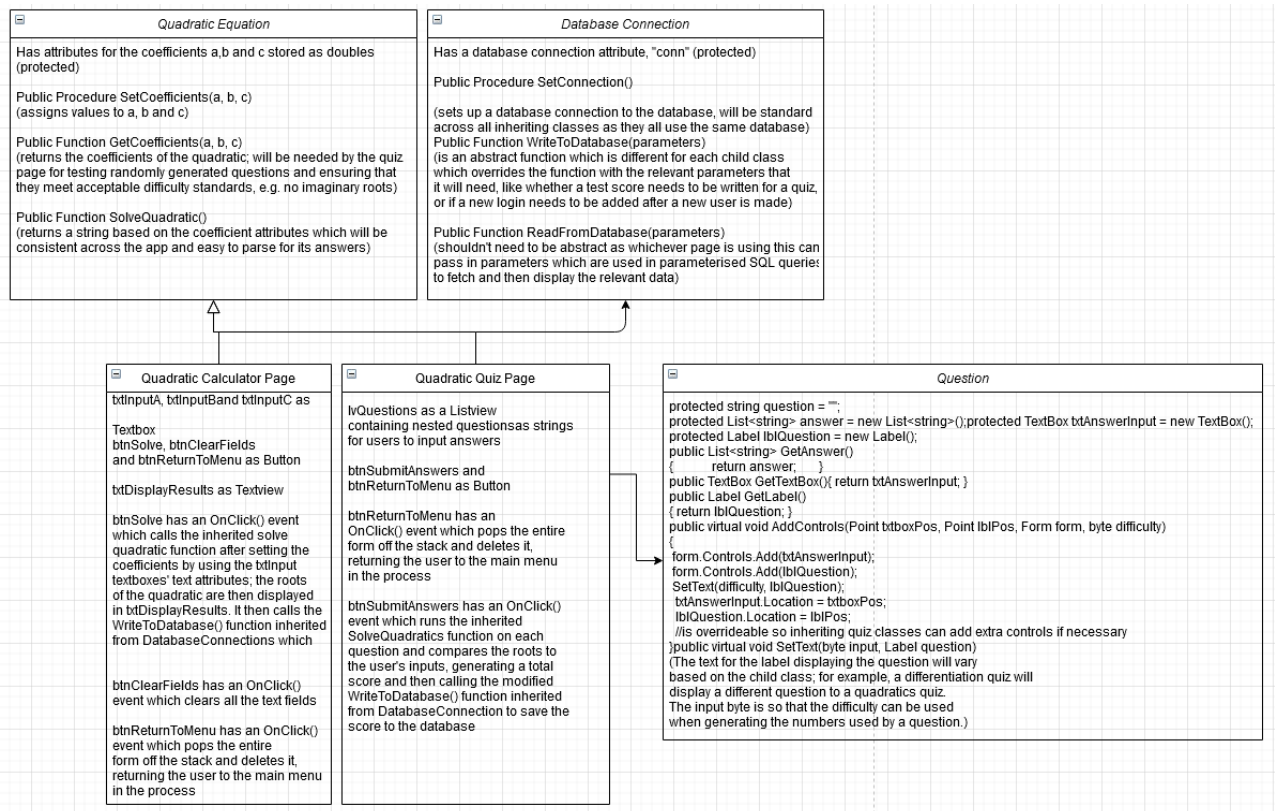 Quadratic Equation
Has attributes for the coefficients a,b and c stored as doubles
(protected)
Public Procedure SetCoefficients(a, b, c)
(assigns values to a, b and c)
Public Function GetCoefficients(a, b, c)
(returns the coefficients of the quadratic; will be needed by the quiz
page for testing randomly generated questions and ensuring that
they meet acceptable difficulty standards, e.g. no imaginary roots)
Public Function SolveQuadratic()
(returns a string based on the coefficient attributes which will be
consistent across the app and easy to parse for its answers)
Database Connection
Has a database connection attribute, "conn" (protected)
Public Procedure SetConnection()
(sets up a database connection to the database, will be standard
across all inheriting classes as they all use the same database)
Public Function WriteToDatabase(parameters)
(is an abstract function which is different for each child class
which overrides the function with the relevant parameters that
it will need, like whether a test score needs to be written for a quiz,
or if a new login needs to be added after a new user is made)
Public Function ReadFromDatabase(parameters)
(shouldn't need to be abstract as whichever page is using this can
pass in parameters which are used in parameterised SQL queries
to fetch and then display the relevant data)
Quadratic Calculator Page
txtInputA, txtInputBand txtInputC as
Textbox
btnSolve, btnClearFields
and btnReturnToMenu as Button
txtDisplayResults as Textview
btnSolve has an OnClick() event
which calls the inherited solve
quadratic function after setting the
coefficients by using the txtInput
textboxes' text attributes; the roots
of the quadratic are then displayed
in txtDisplayResults. It then calls the
WriteToDatabase() function inherited
from DatabaseConnections which
btnClearFields has an OnClick()
event which clears all the text fields
btnReturnToMenu has an OnClick()
event which pops the entire
form off the stack and deletes it,
returning the user to the main menu
in the process
Quadratic Quiz Page
lvQuestions as a Listview
containing nested questionsas strings
for users to input answers
btnSubmitAnswers and
btnReturnToMenu as Button
btnReturnToMenu has an
OnClick() event which pops the entire
form off the stack and deletes it,
returning the user to the main menu
in the process
btnSubmitAnswers has an OnClick()
event which runs the inherited
SolveQuadratics function on each
question and compares the roots to
the user's inputs, generating a total
score and then calling the modified
WriteToDatabase() function inherited
from DatabaseConnection to save the
score to the database
Question
protected string question = "";
protected List<string> answer = new List<string>();protected TextBox txtAnswerInput = new TextBox();
protected Label lblQuestion = new Label();
public List<string> GetAnswer()
{ return answer; }
public TextBox GetTextBox(){ return txtAnswerInput; }
public Label GetLabel()
{ return lblQuestion; }
public virtual void AddControls(Point txtboxPos, Point lblPos, Form form, byte difficulty)
{
form.Controls.Add(txtAnswerInput);
form.Controls.Add(lblQuestion);
SetText(difficulty, lblQuestion);
txtAnswerInput.Location = txtboxPos;
lblQuestion.Location = lblPos;
//is overrideable so inheriting quiz classes can add extra controls if necessary
}public virtual void SetText(byte input, Label question)
(The text for the label displaying the question will vary
based on the child class; for example, a differentiation quiz will
display a different question to a quadratics quiz.
The input byte is so that the difficulty can be used
when generating the numbers used by a question.)